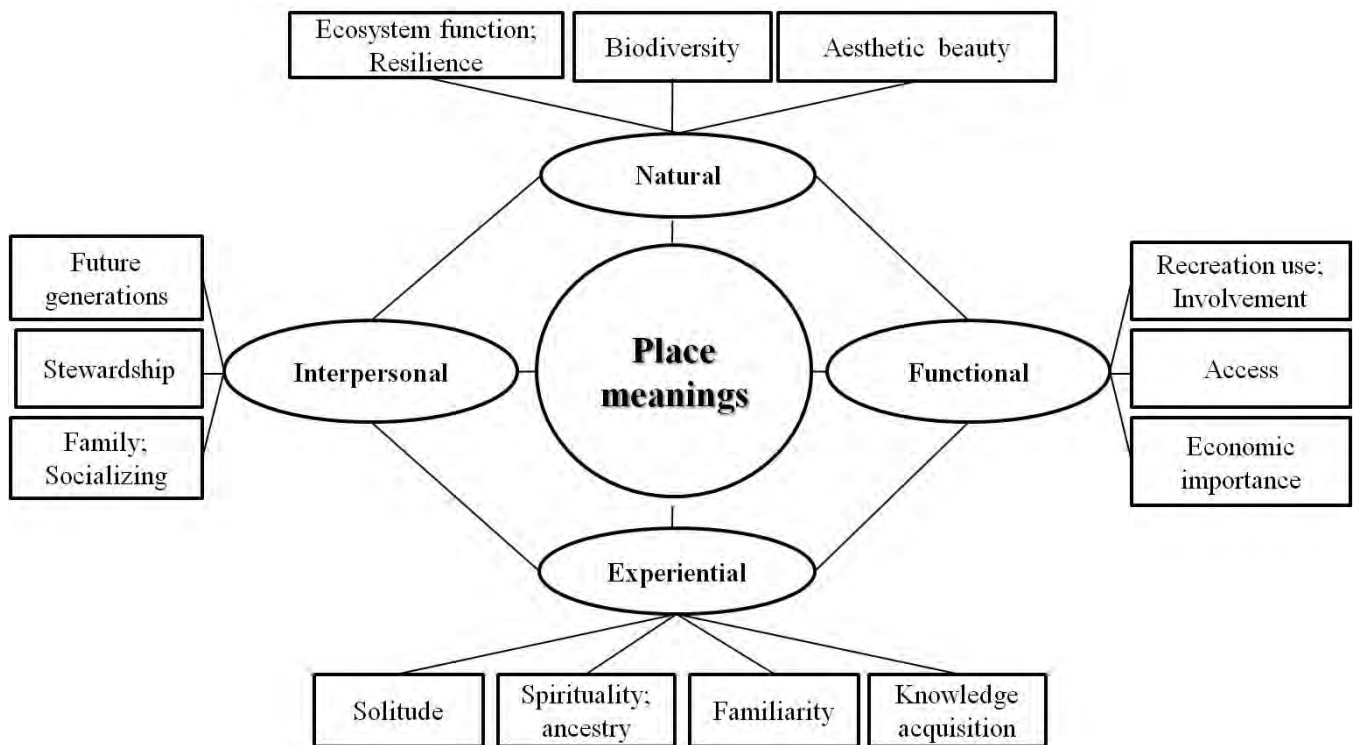 Ecosystem function;
Resilience
Biodiversity
Aesthetic beauty
Natural
Future
generations
Stewardship
Family;
Socializing
Interpersonal
Place
meanings
Functional
Recreation use;
Involvement
Access
Economic
importance
Experiential
Solitude
Spirituality;
ancestry
Familiarity
Knowledge
acquisition